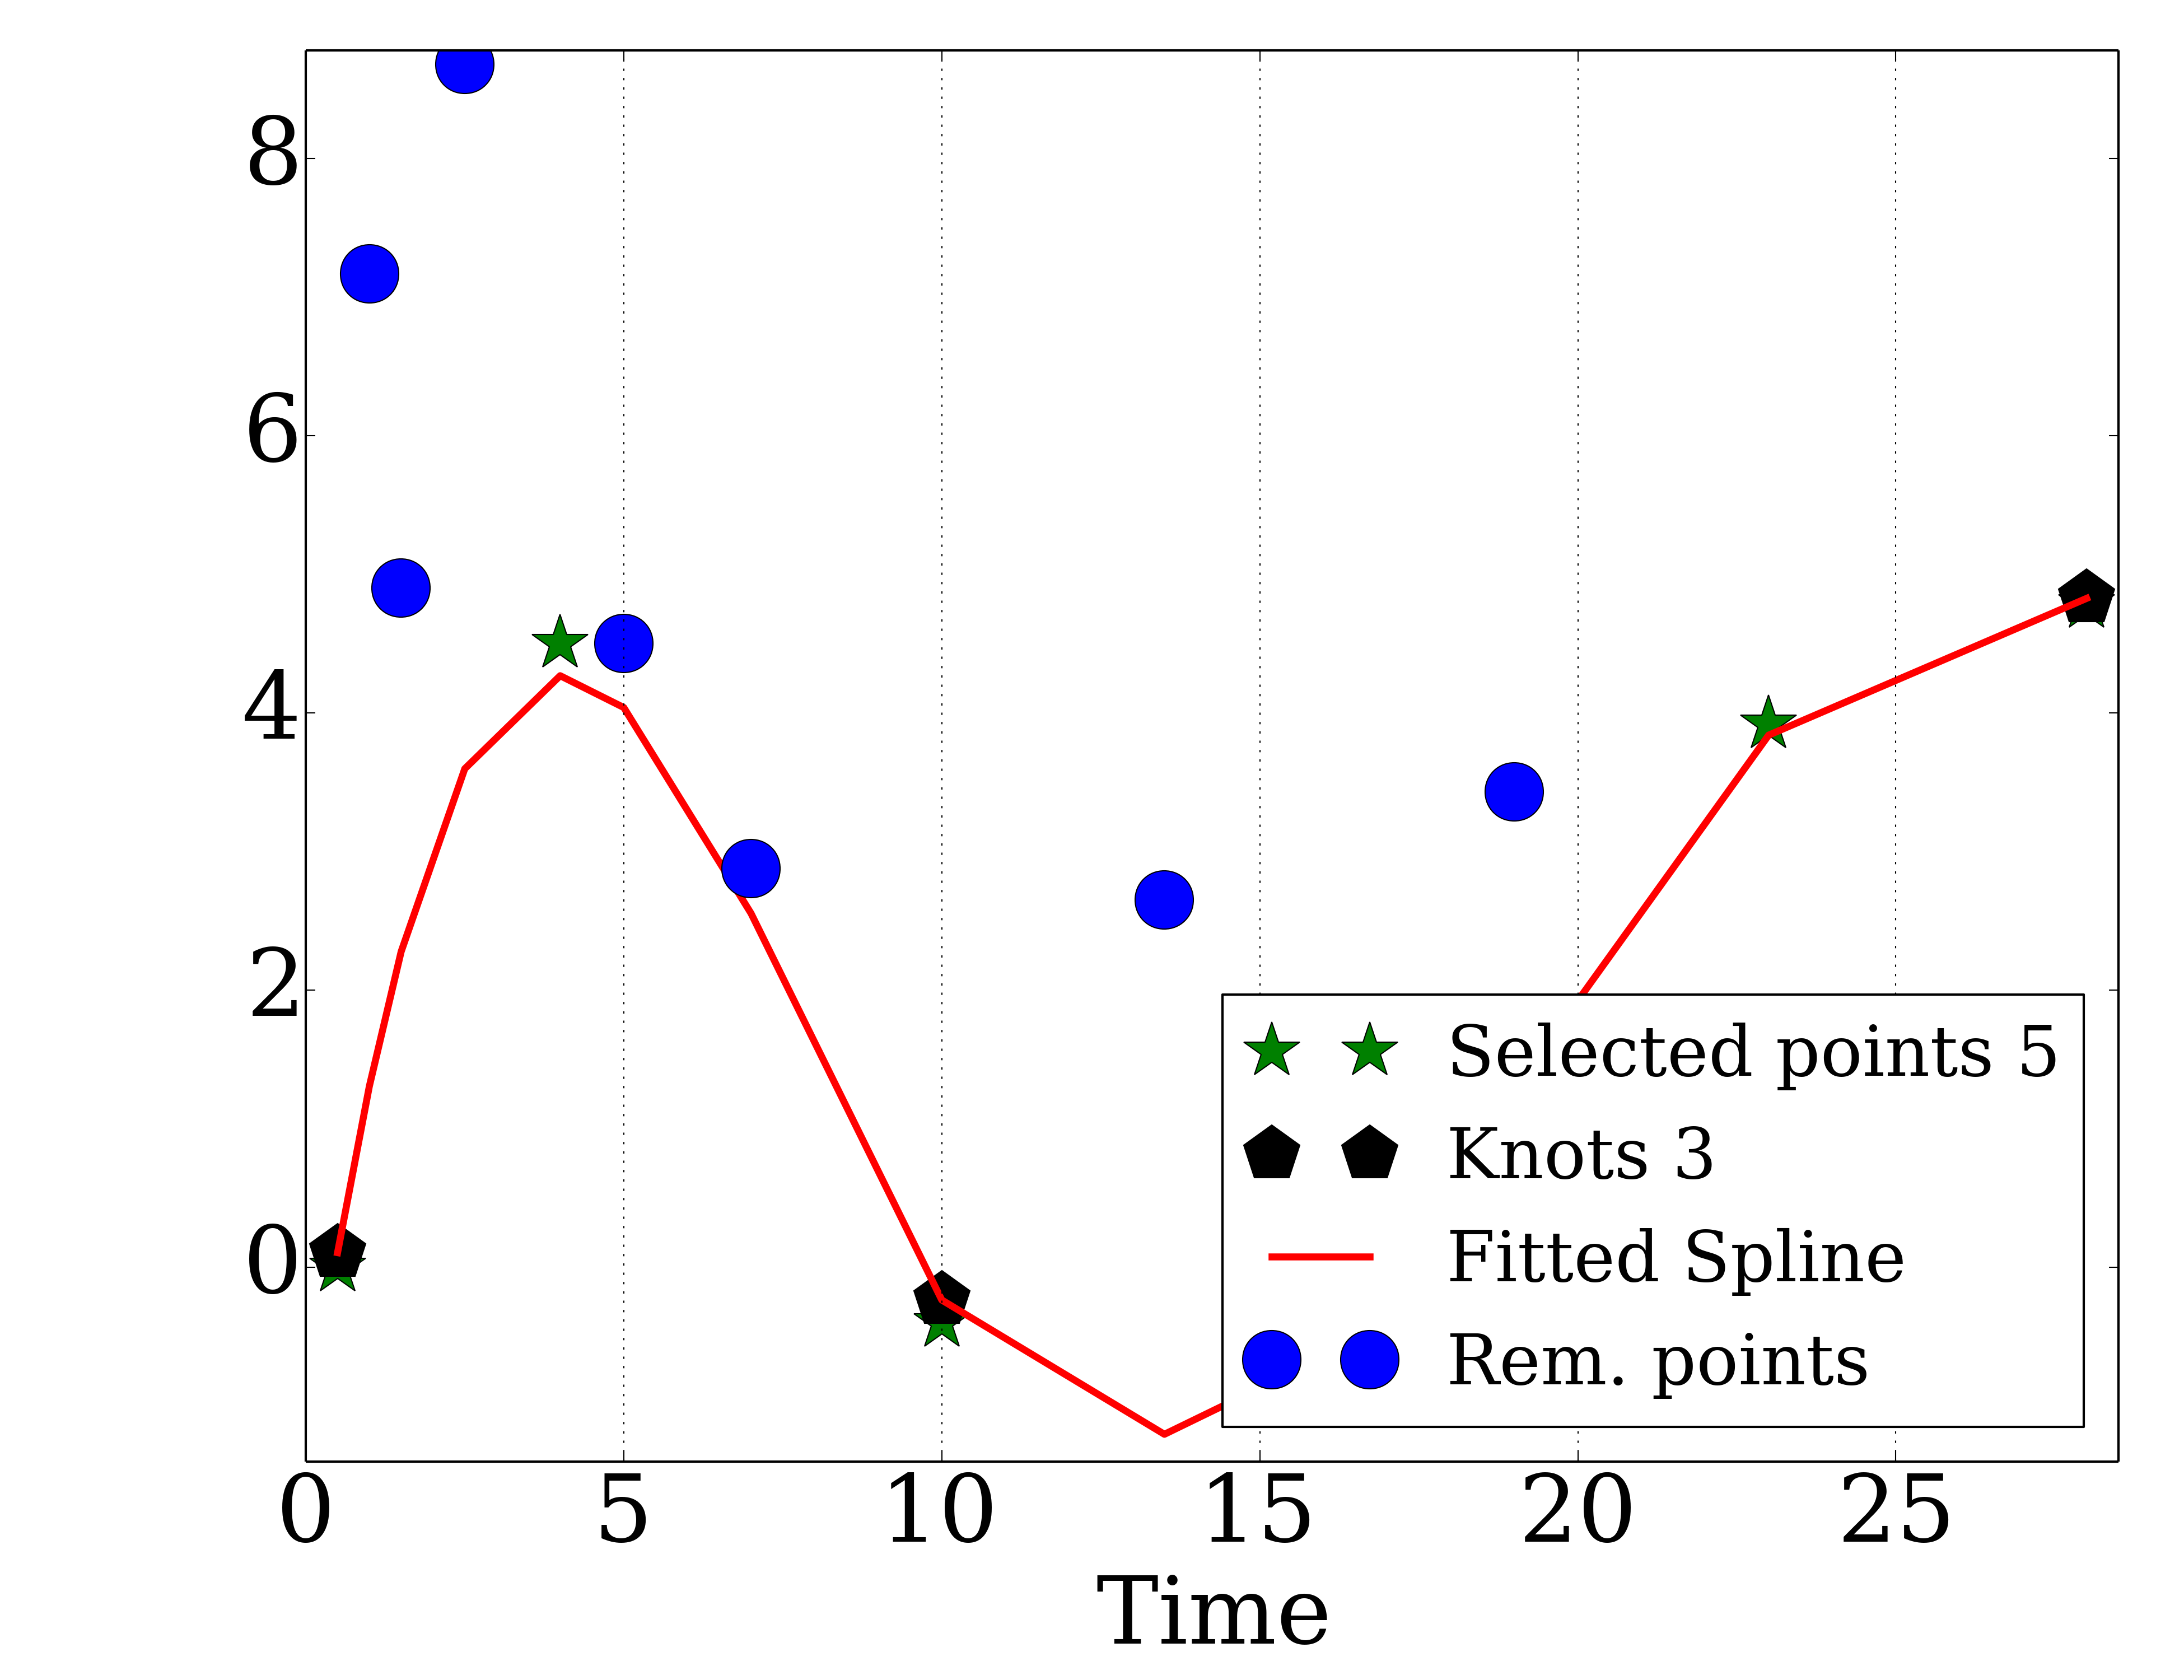 8
6
4
2
0
0 5 10 15 20 25
Time
Selected points 5
Knots 3
Fitted Spline
Rem. points